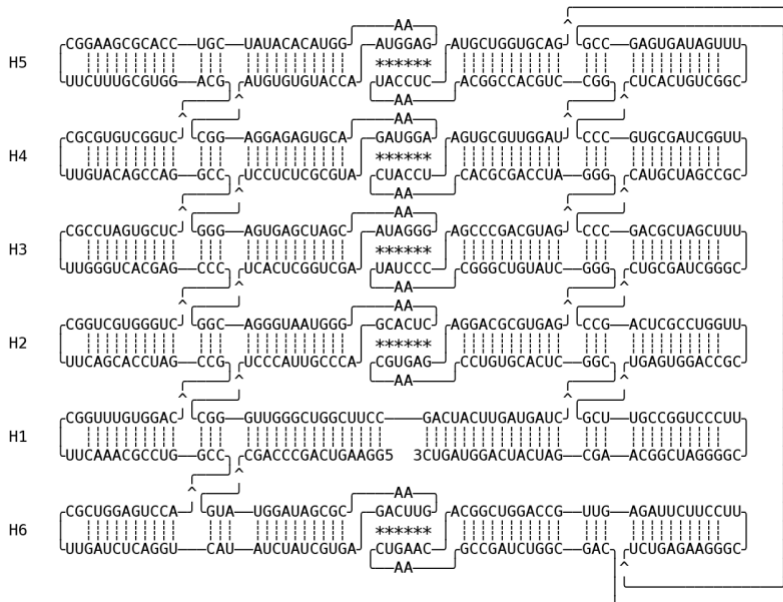 AA
CGGAAGCGCACC UGC UAUACACAUGG AUGGAG AUGCUGGUGCAG GCC GAGUGAUAGUUU
H5 ******
UUCUUUGCGUGG ACG AUGUGUGUACCA UACCUC ACGGCCACGUC CGG CUCACUGUCGGC
AA
AA
CGCGUGUCGGUC CGG AGGAGAGUGCA GAUGGA AGUGCGUUGGAU CCC GUGCGAUCGGUU
H4 ******
UUGUACAGCCAG GCC UCCUCUCGCGUA CUACCU CACGCGACCUA GGG CAUGCUAGCCGC
AA
AA
CGCCUAGUGCUC GGG AGUGAGCUAGC AUAGGG AGCCCGACGUAG CCC GACGCUAGCUUU
H3 ******
UUGGGUCACGAG CCC UCACUCGGUCGA UAUCCC CGGGCUGUAUC GGG CUGCGAUCGGGC
AA
AA
CGGUCGUGGGUC GGC AGGGUAAUGGG GCACUC AGGACGCGUGAG CCG ACUCGCCUGGUU
H2 ******
UUCAGCACCUAG CCG UCCCAUUGCCCA CGUGAG CCUGUGCACUC GGC UGAGUGGACCGC
AA
CGGUUUGUGGAC CGG GUUGGGCUGGCUUCC GACUACUUGAUGAUC GCU UGCCGGUCCCUU
H1
UUCAAACGCCUG GCC CGACCCGACUGAAGG5 3CUGAUGGACUACUAG CGA ACGGCUAGGGGC
AA
CGCUGGAGUCCA GUA UGGAUAGCGC GACUUG ACGGCUGGACCG UUG AGAUUCUUCCUU
H6 ******
UUGAUCUCAGGU CAU AUCUAUCGUGA CUGAAC GCCGAUCUGGC GAC UCUGAGAAGGGC
AA